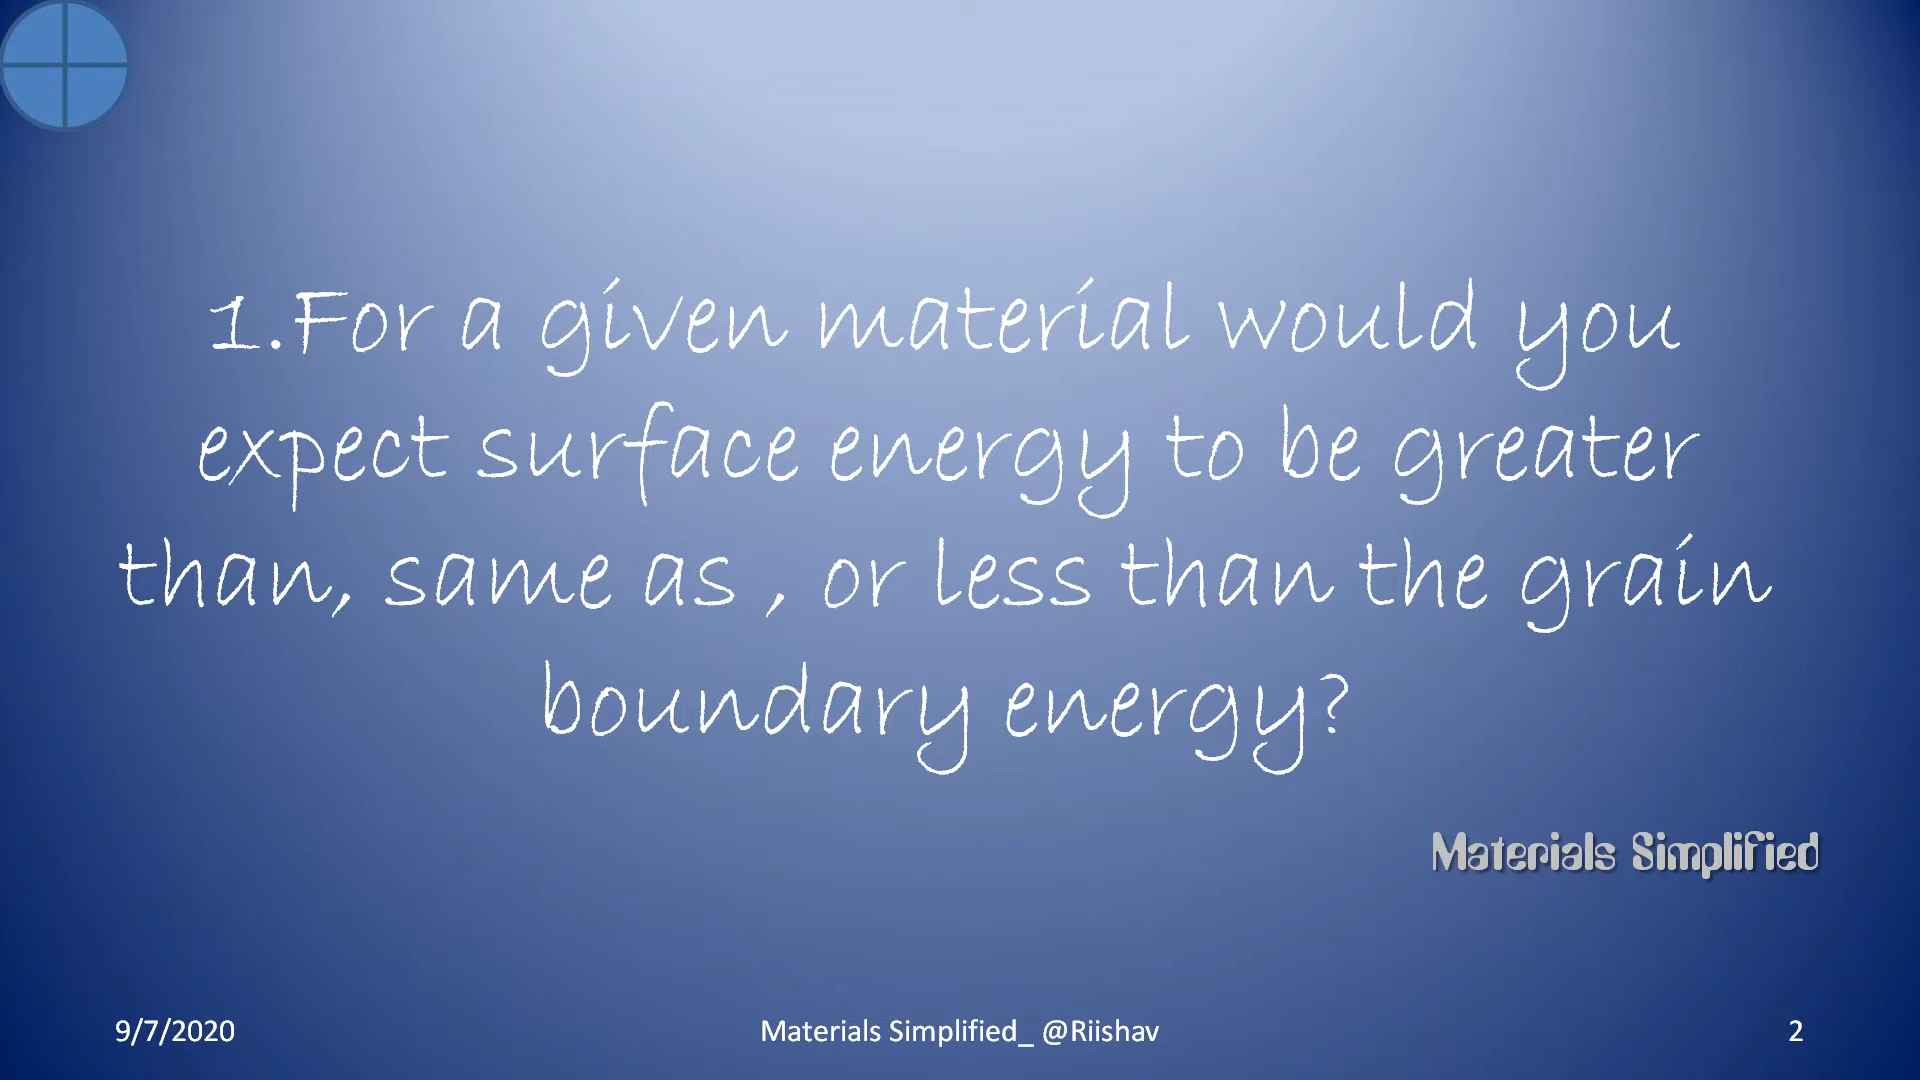 1.For a given material would you
expect surface energy to be greater
than, same as , or less than the grain
boundary energy?
Materials Simplified
9/7/2020
Materials Simplified_ @Riishav
2